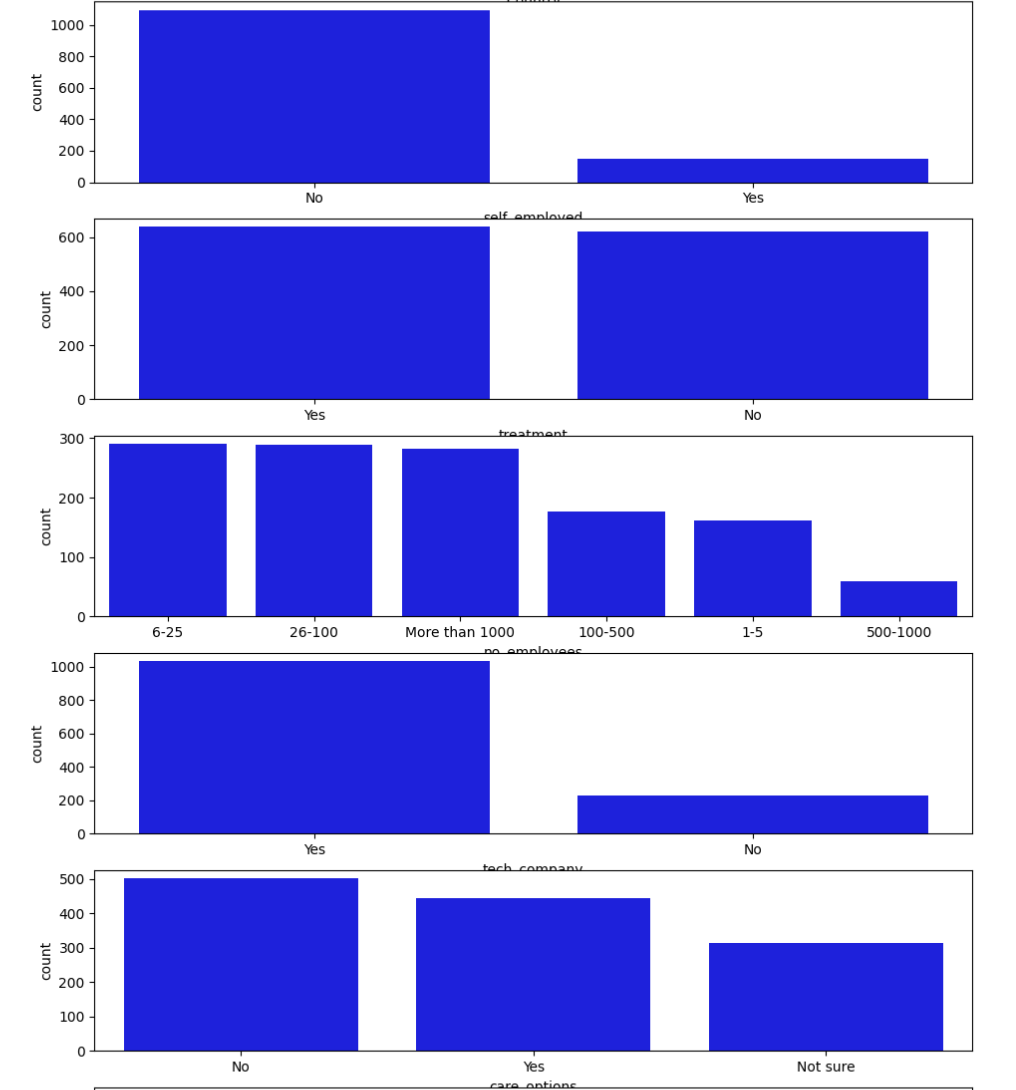 1000
800
600
400
200
0
count
No Yes
self_employed
600
400
200
0
count
Yes No
treatment
300
200
100
0
count
6-25 26-100 More than 1000 100-500 1-5 500-1000
no_employees
1000
800
600
400
200
0
count
Yes No
tech_company
500
400
300
200
100
0
count
No Yes Not sure
care_options